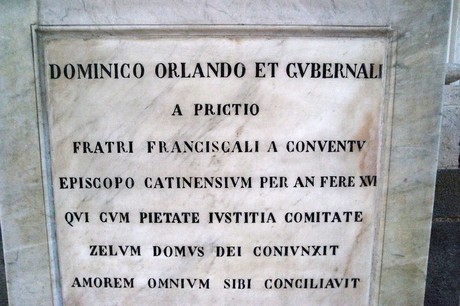 DOMINICO ORLANDO ET GVBERNALI
A PRICTIO
FRATRI FRANCISCALI A CONVENTV
EPISCOPO CATINENSIVM PER AN FERE XVI
QVI CVM PIETATE IVSTITIA COMITATE
ZELVM DOMVS DEI CONIVNXIT
AMOREM OMNIVM SIBI CONCILIAVIT